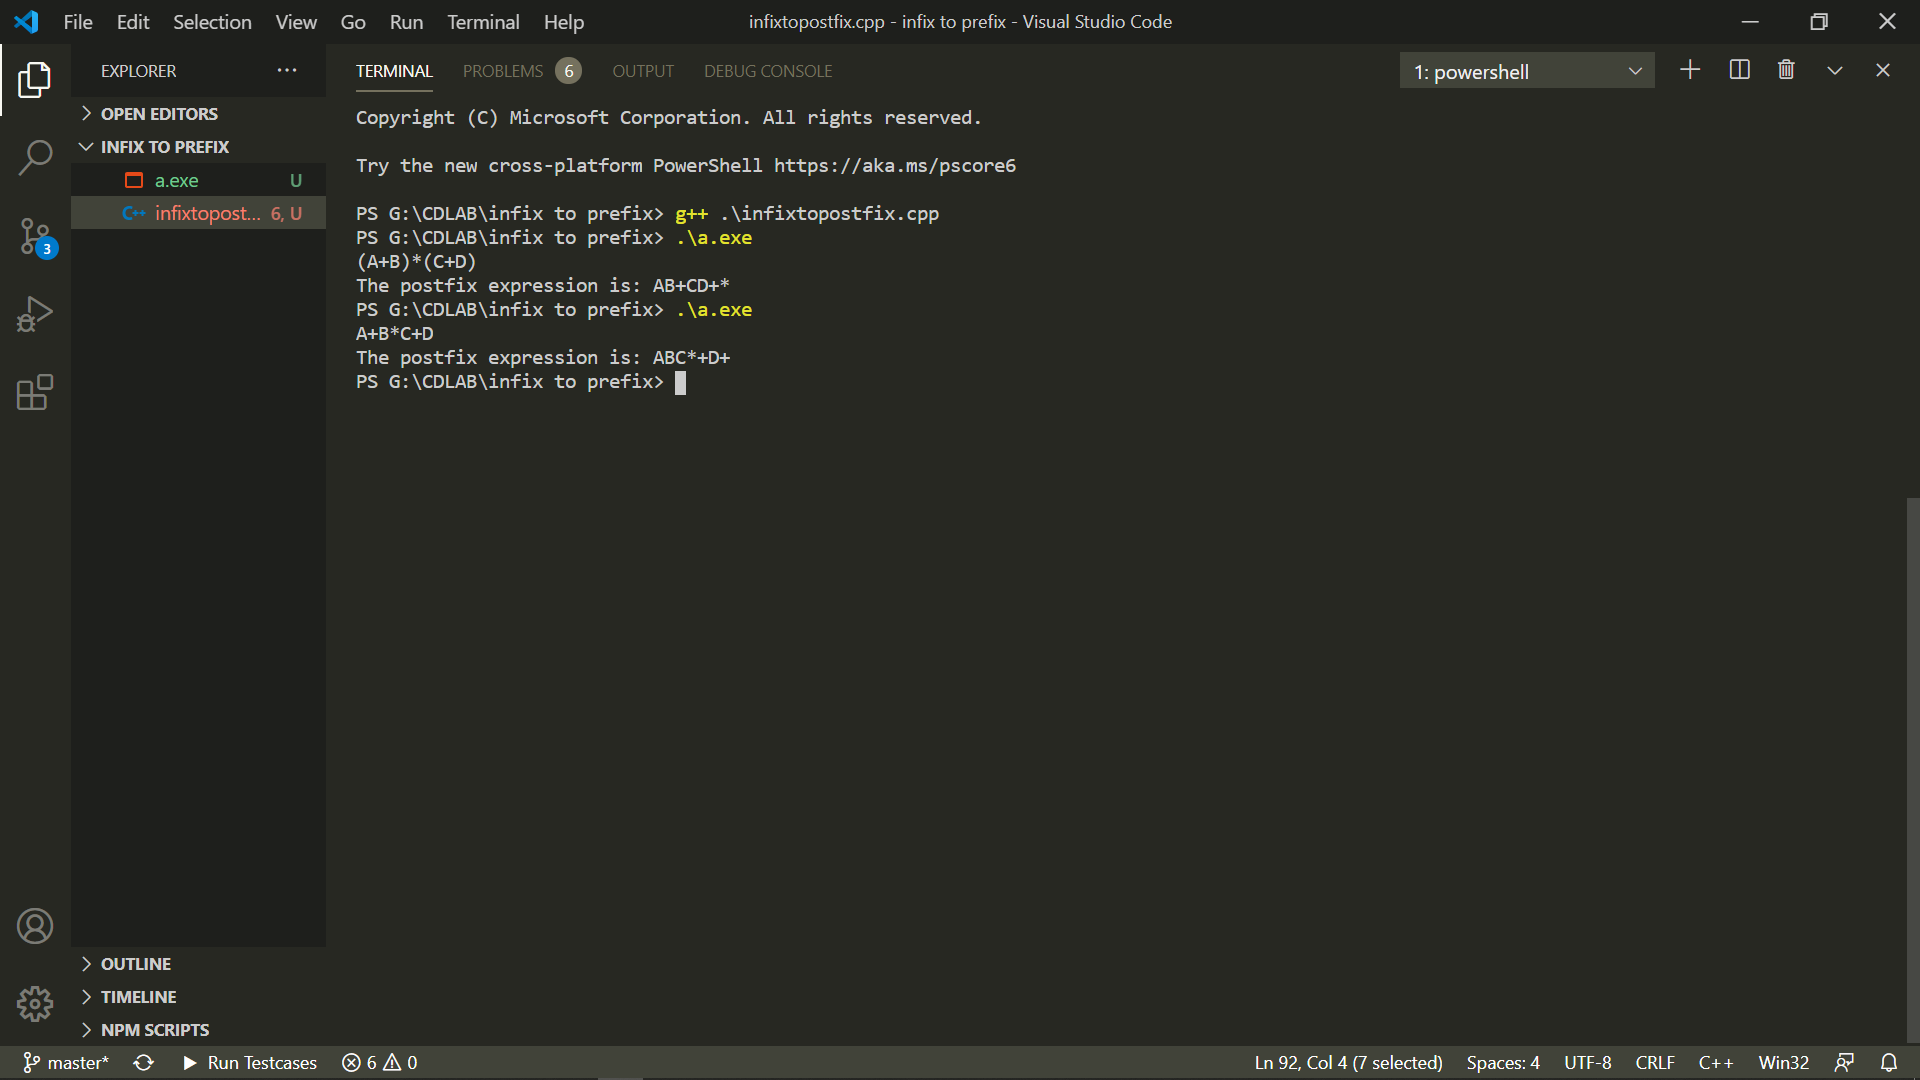 File Edit Selection View Go Run Terminal Help
infixtopostfix.cpp - infix to prefix - Visual Studio Code
EXPLORER
OPEN EDITORS
INFIX TO PREFIX
a.exe U
infixtopost... 6, U
3
OUTLINE
TIMELINE
NPM SCRIPTS
TERMINAL PROBLEMS 6 OUTPUT DEBUG CONSOLE
1: powershell
Copyright (C) Microsoft Corporation. All rights reserved.
Try the new cross-platform PowerShell https://aka.ms/pscore6
PS G:\CDLAB\infix to prefix> g++ .\infixtopostfix.cpp
PS G:\CDLAB\infix to prefix> .\a.exe
(A+B)*(C+D)
The postfix expression is: AB+CD+*
PS G:\CDLAB\infix to prefix> .\a.exe
A+B*C+D
The postfix expression is: ABC*+D+
PS G:\CDLAB\infix to prefix>
master* Run Testcases 6 0
Ln 92, Col 4 (7 selected) Spaces: 4 UTF-8 CRLF C++ Win32